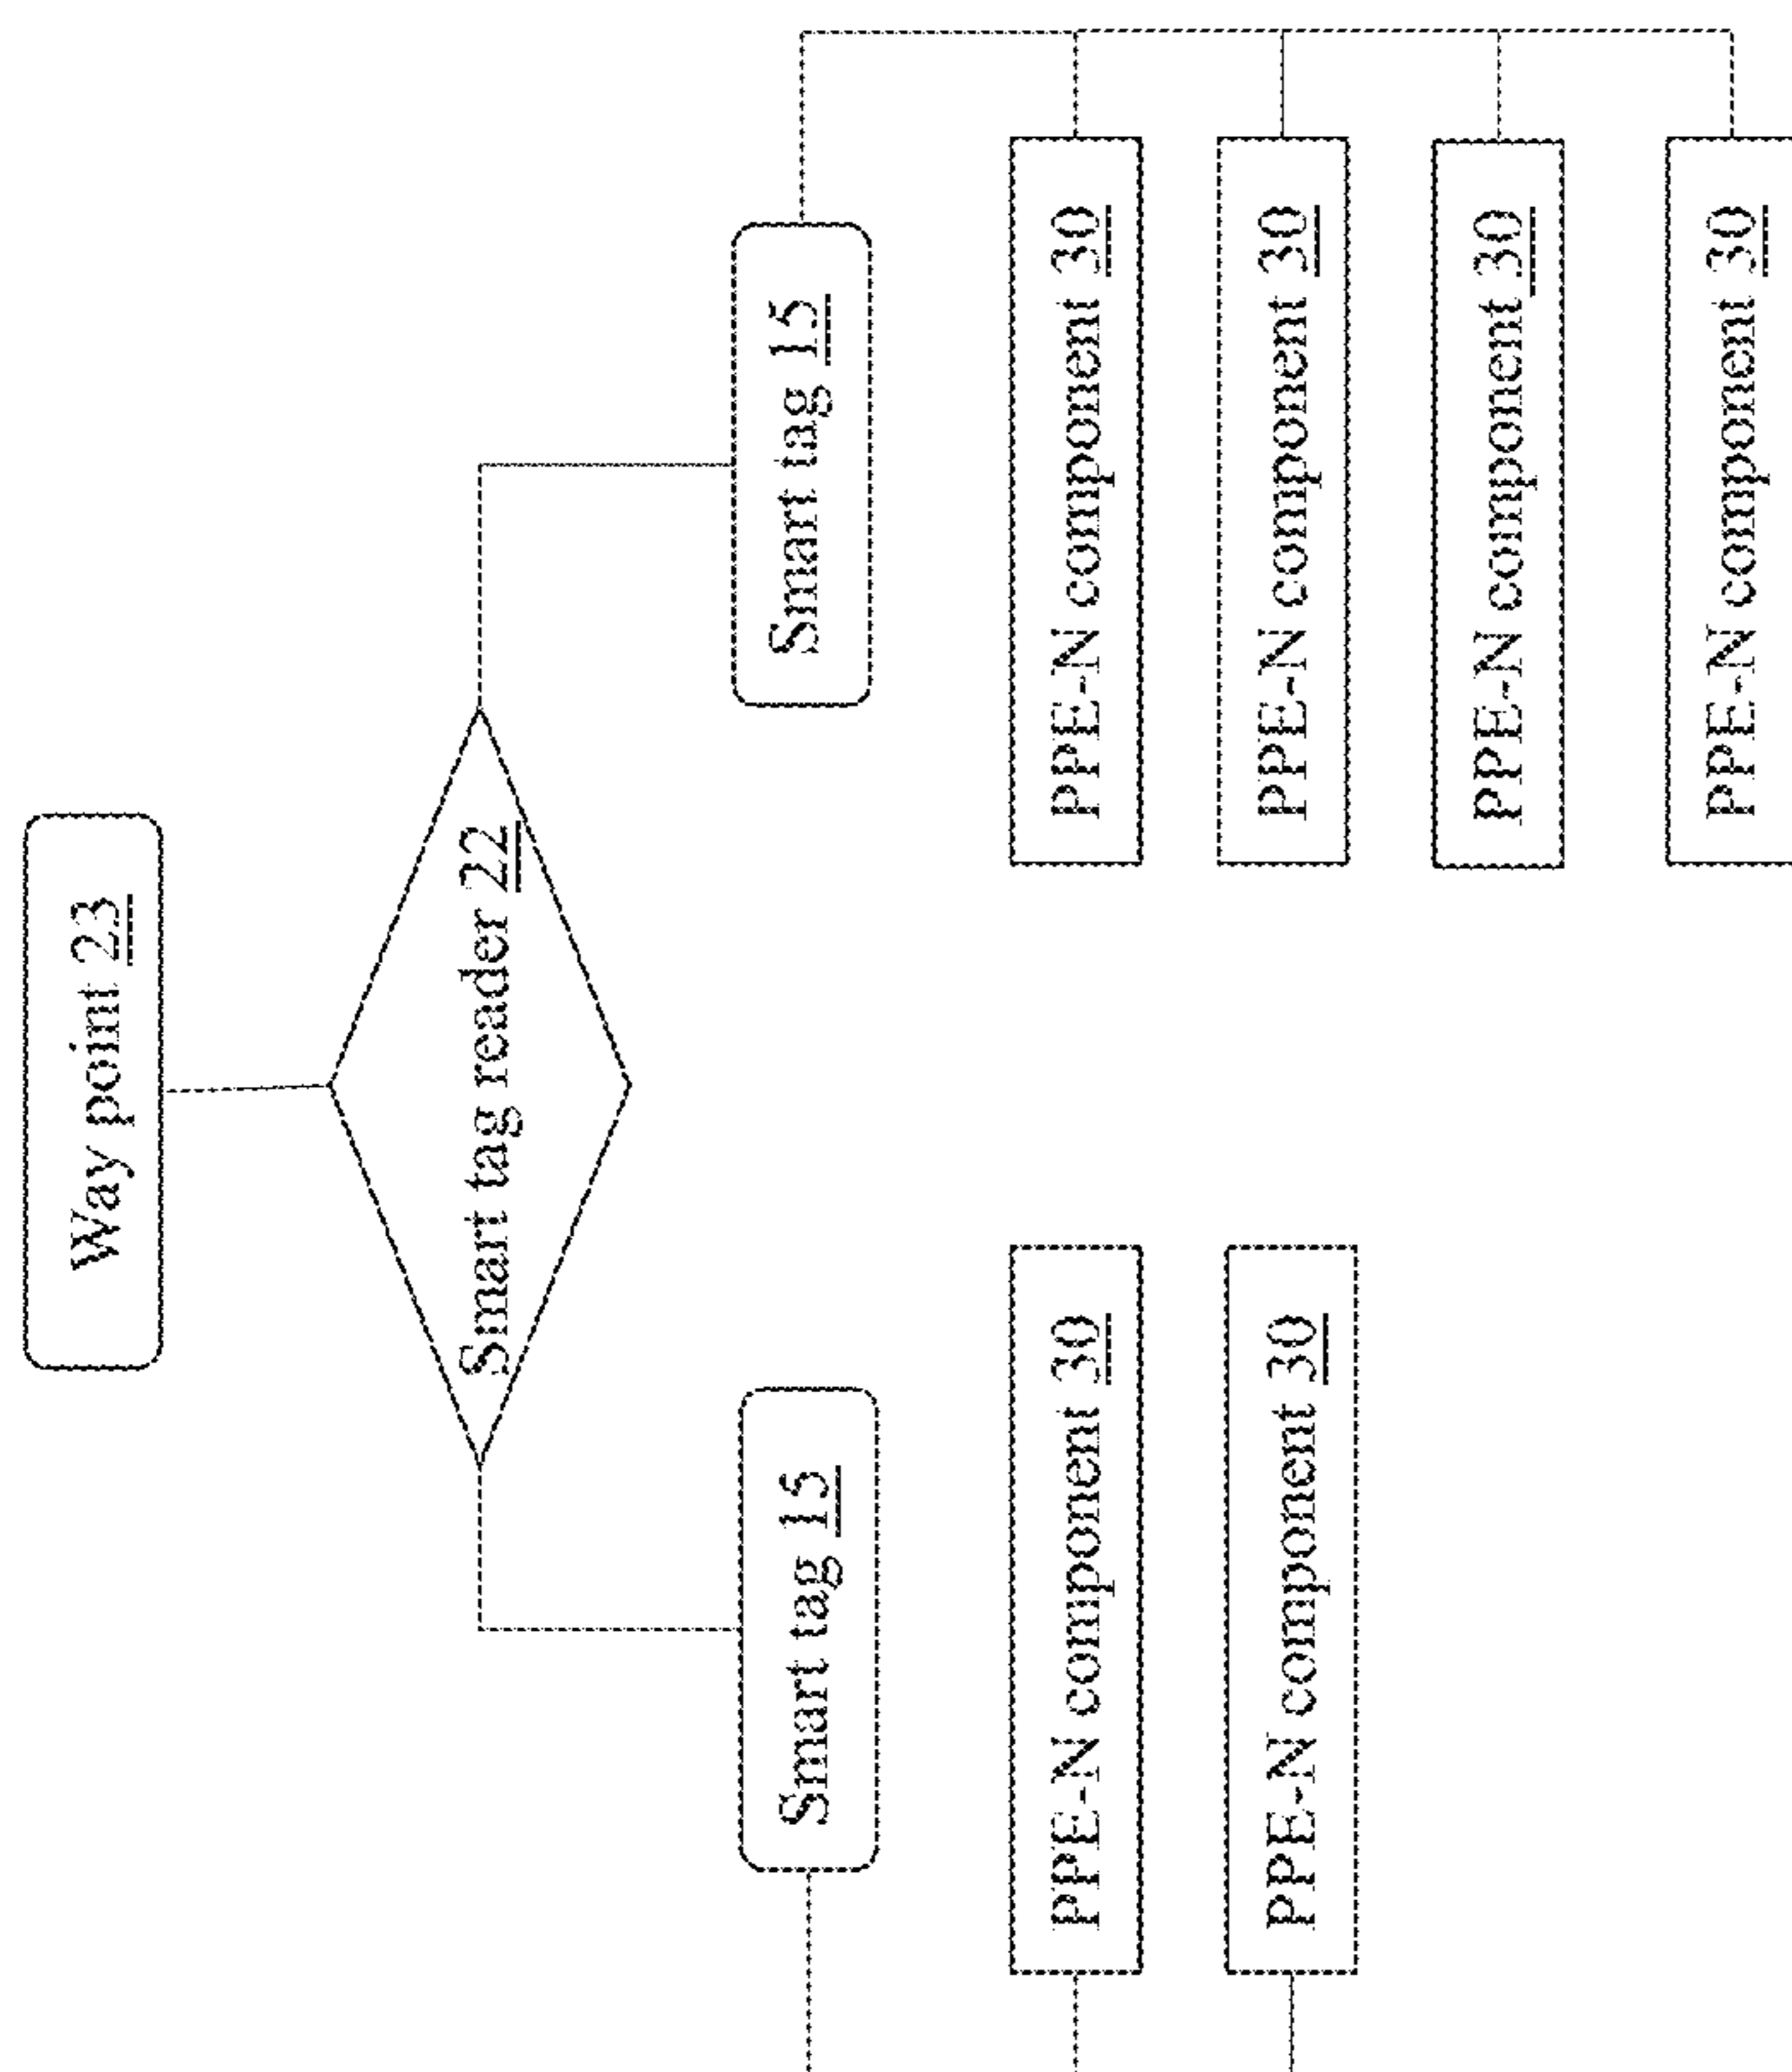 Way point 23
Smart tag reader 22
Smart tag 15
PPE-N component 30
PPE-N component 30
Smart tag 15
PPE-N component 30
PPE-N component 30
PPE-N component 30
PPE-N component 30